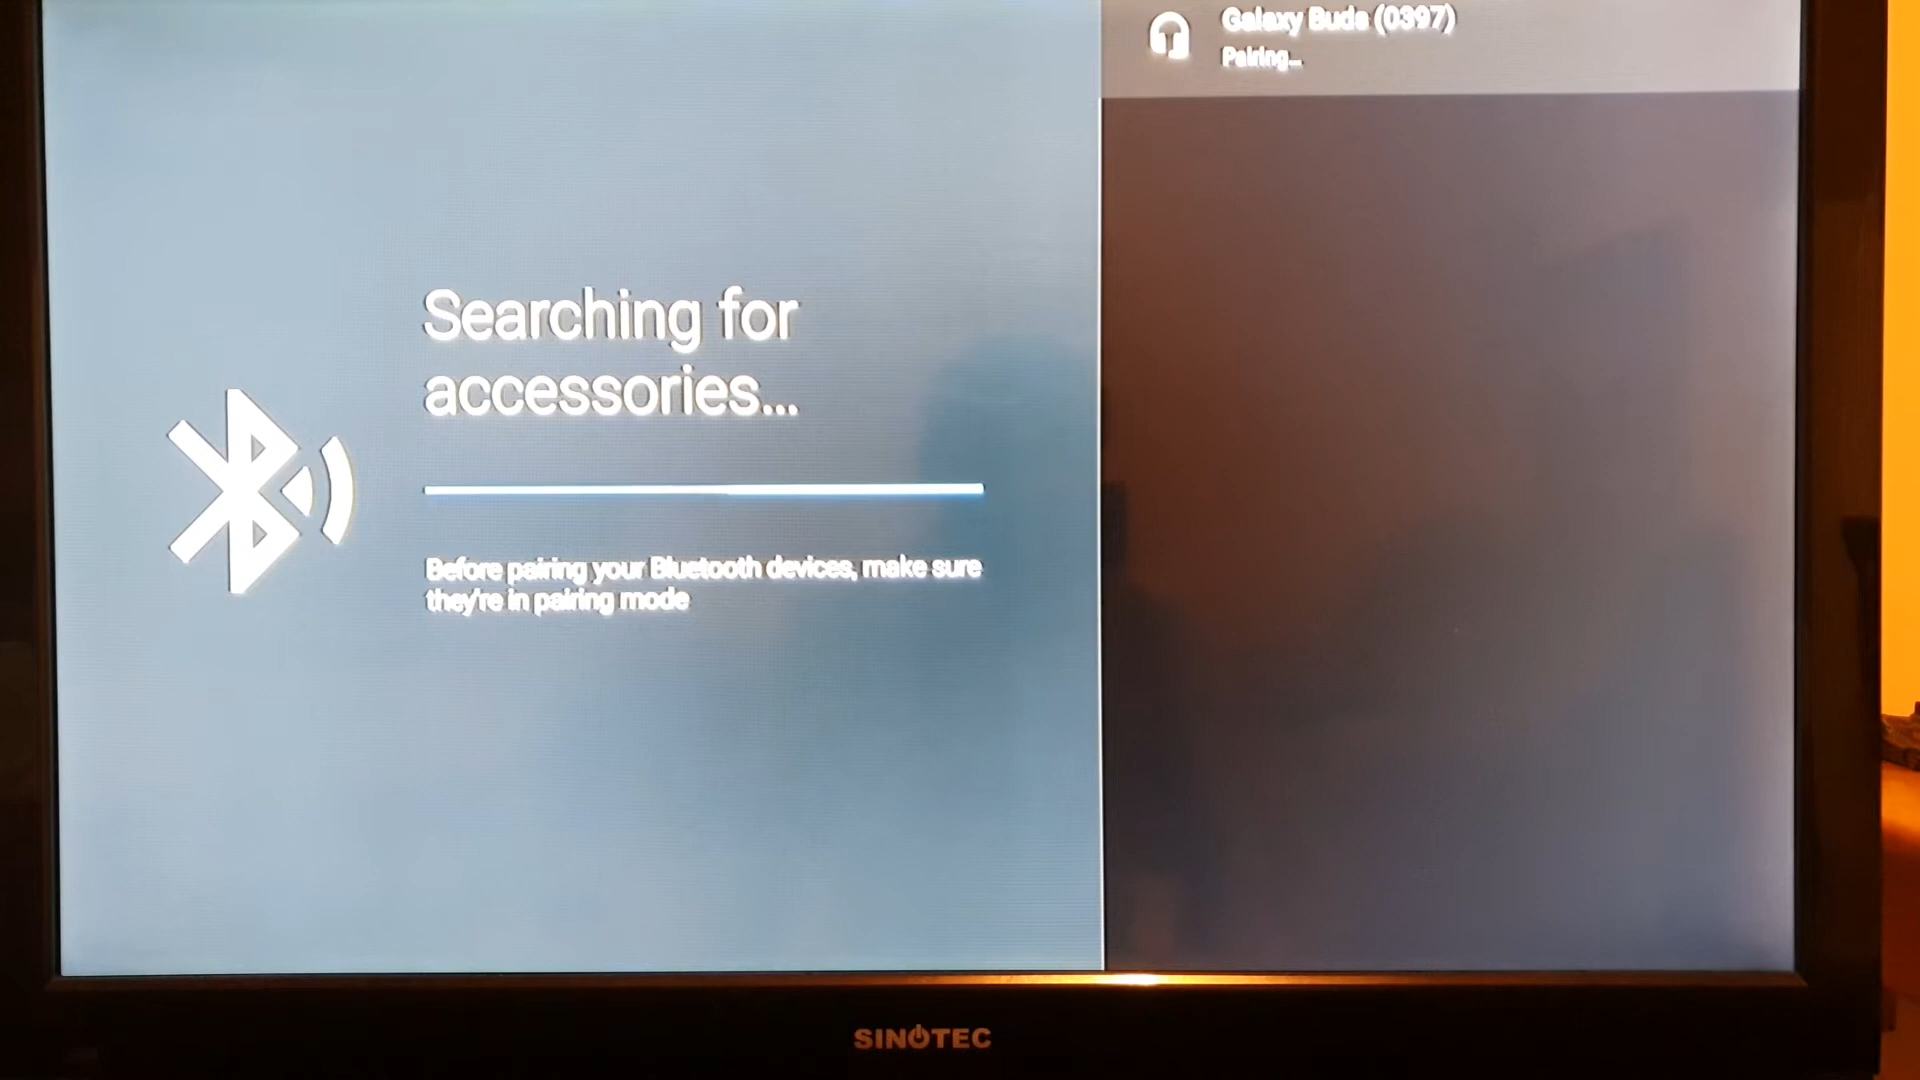 Galaxy Buds (0397)
Pairing...
Searching for
accessories...
Before pairing your Bluetooth devices, make sure
they're in pairing mode
SINOTEC